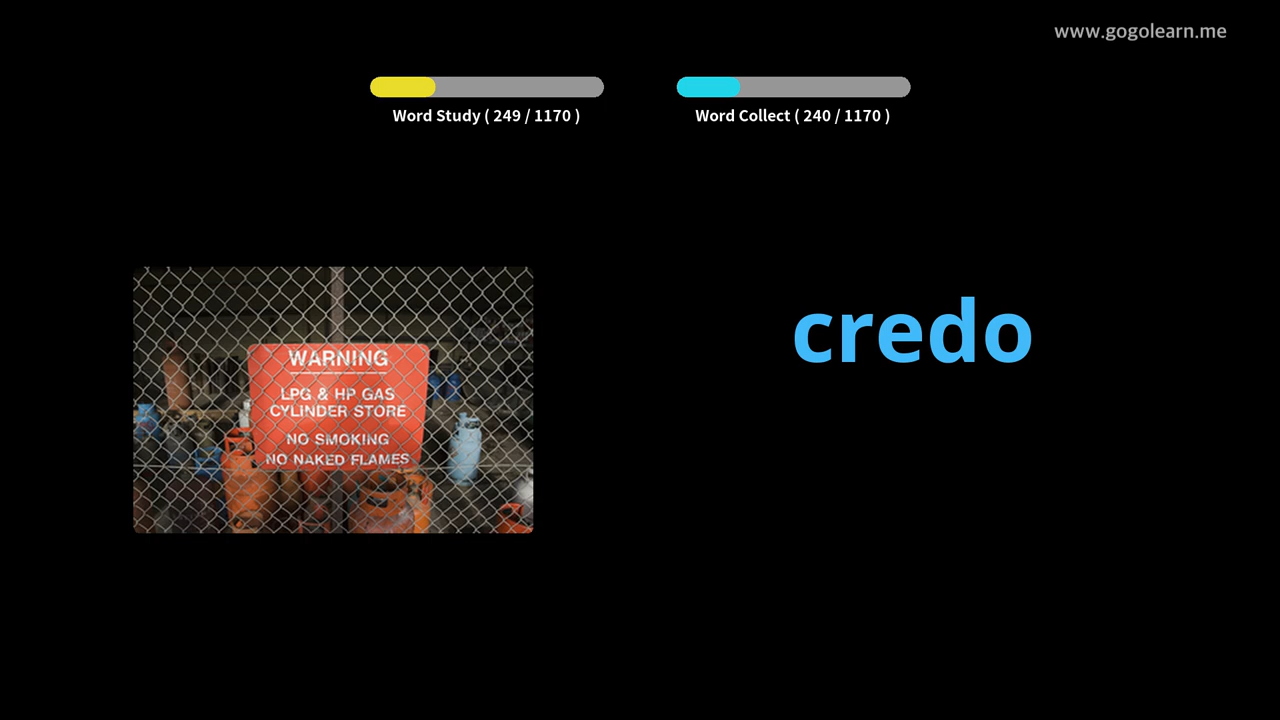 www.gogolearn.me
Word Study ( 249 / 1170 )
Word Collect ( 240 / 1170 )
credo
WARNING
LPG & HP GAS
CYLINDER STORE
NO SMOKING
NO NAKED FLAMES